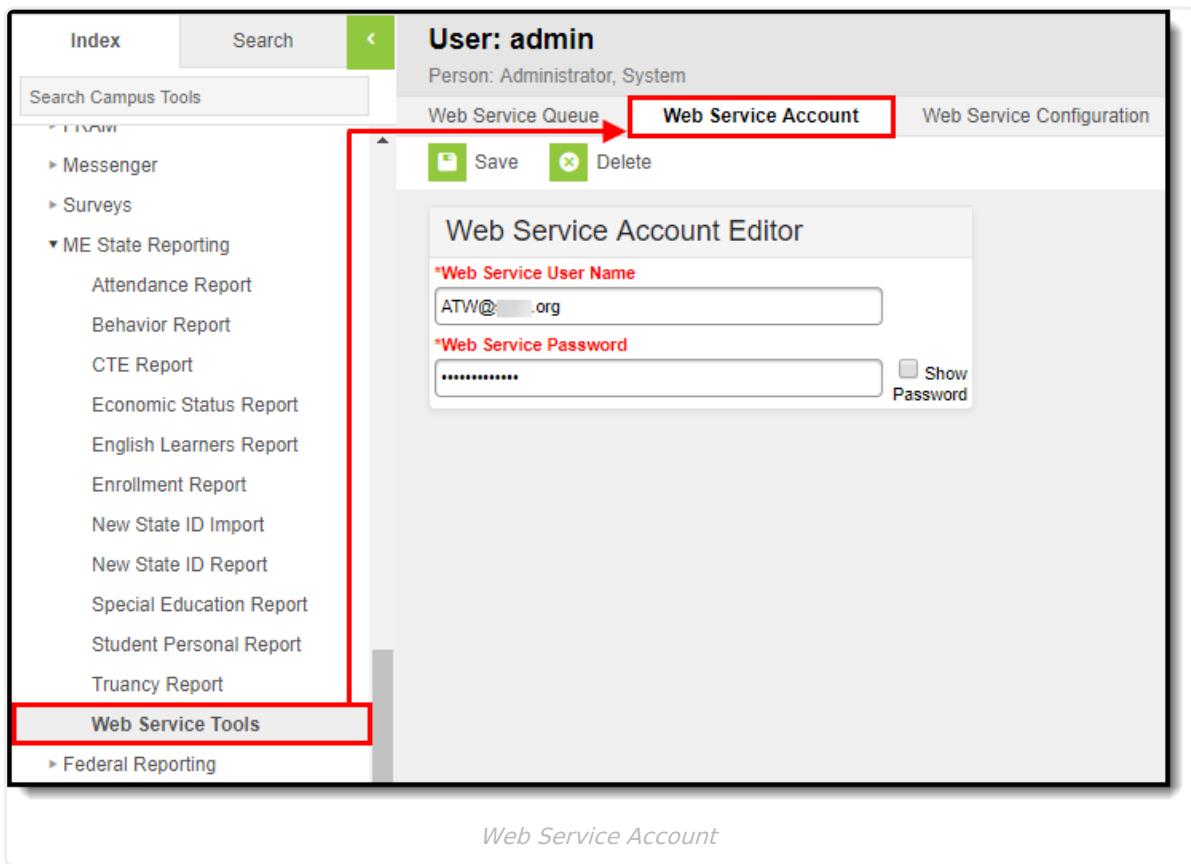 Index
Search
Search Campus Tools
Messenger
Surveys
ME State Reporting
Attendance Report
Behavior Report
CTE Report
Economic Status Report
English Learners Report
Enrollment Report
New State ID Import
New State ID Report
Special Education Report
Student Personal Report
Truancy Report
Web Service Tools
Federal Reporting
User: admin
Person: Administrator, System
Web Service Queue Web Service Account Web Service Configuration
Save Delete
Web Service Account Editor
*Web Service User Name
ATW@ .org
*Web Service Password
•••••••••••••
Show
Password
Web Service Account